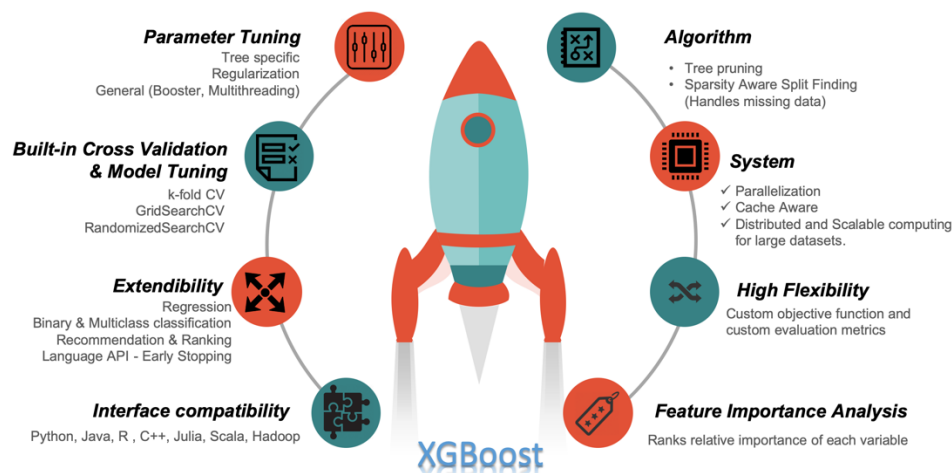 Parameter Tuning
Tree specific
Regularization
General (Booster, Multithreading)
Built-in Cross Validation
& Model Tuning
k-fold CV
GridSearchCV
RandomizedSearchCV
Extendibility
Regression
Binary & Multiclass classification
Recommendation & Ranking
Language API - Early Stopping
Interface compatibility
Python, Java, R , C++, Julia, Scala, Hadoop
Algorithm
• Tree pruning
• Sparsity Aware Split Finding
(Handles missing data)
System
✓ Parallelization
✓ Cache Aware
✓ Distributed and Scalable computing
for large datasets.
High Flexibility
Custom objective function and
custom evaluation metrics
Feature Importance Analysis
Ranks relative importance of each variable
XGBoost